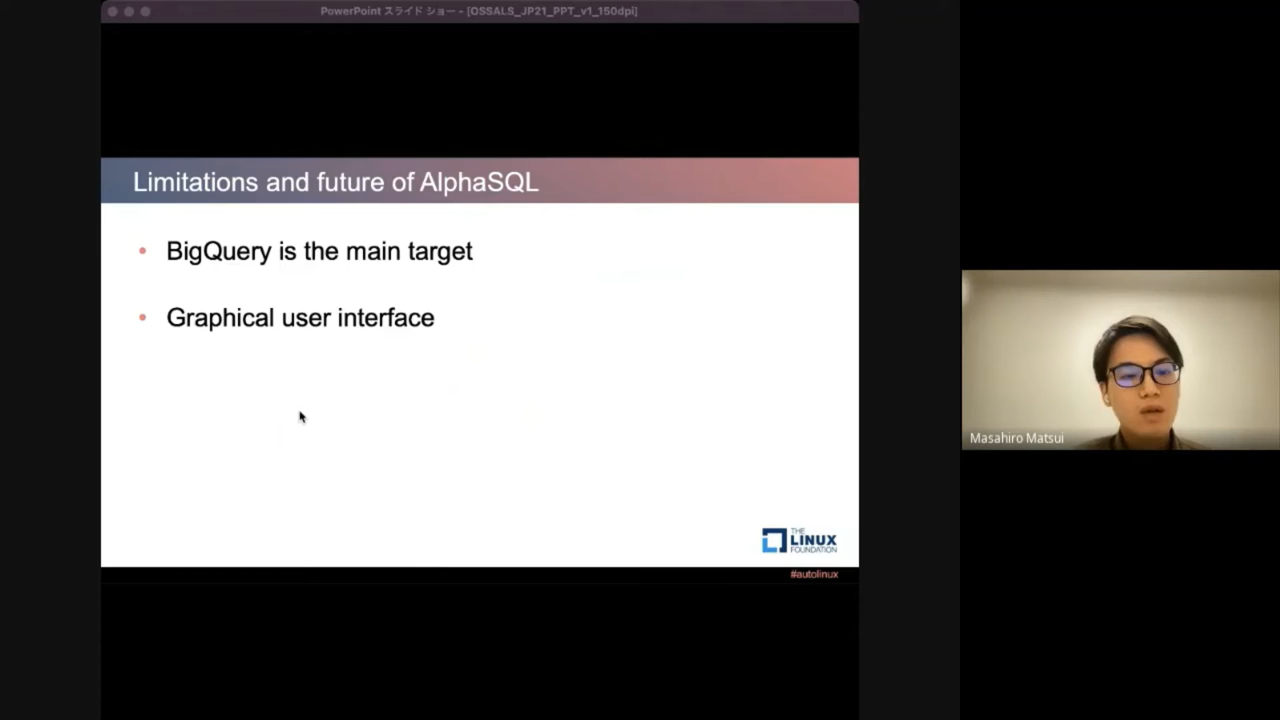 PowerPoint スライド ショー - [OSSALS_JP21_PPT_v1_150dpi]
Limitations and future of AlphaSQL
• BigQuery is the main target
• Graphical user interface
Masahiro Matsui
THE
LINUX
FOUNDATION
#autolinux